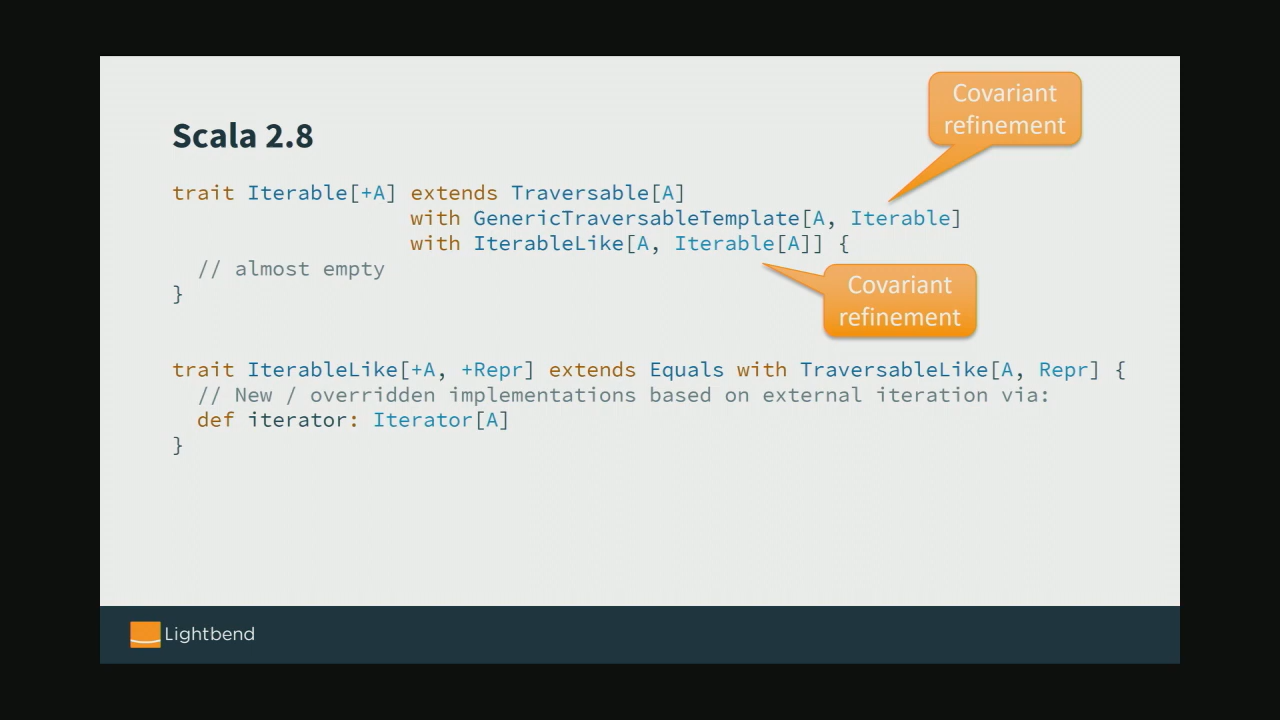 Covariant
refinement
Scala 2.8
trait Iterable[+A] extends Traversable[A]
with GenericTraversableTemplate[A, Iterable]
with IterableLike[A, Iterable[A]] {
// almost empty
}
Covariant
refinement
trait IterableLike[+A, +Repr] extends Equals with TraversableLike[A, Repr] {
// New / overridden implementations based on external iteration via:
def iterator: Iterator[A]
}
Lightbend